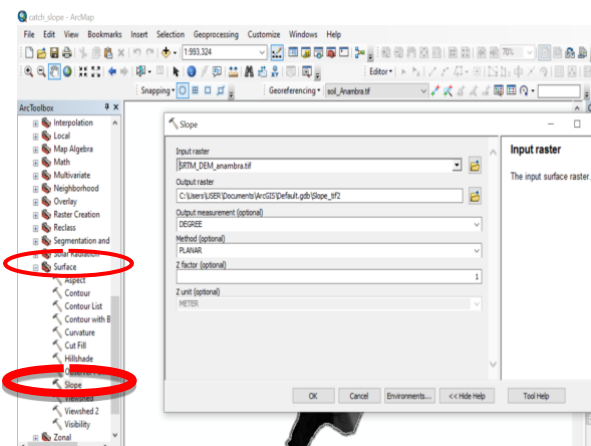 catch_slope - ArcMap
File Edit View Bookmarks Insert Selection Geoprocessing Customize Windows Help
1:993,324
70%
Editor
Snapping
Georeferencing
soil_Anambra.tif
ArcToolbox
Interpolation
Local
Map Algebra
Math
Multivariate
Neighborhood
Overlay
Raster Creation
Reclass
Segmentation and
Solar Radiation
Surface
Aspect
Contour
Contour List
Contour with B
Curvature
Cut Fill
Hillshade
Slope
Viewshed
Viewshed 2
Visibility
Zonal
Slope
Input raster
SRTM_DEM_anambra.tif
Output raster
C:\Users\USER\Documents\ArcGIS\Default.gdb\Slope_tif2
Output measurement (optional)
DEGREE
Method (optional)
PLANAR
Z factor (optional)
1
Z unit (optional)
METER
OK
Cancel
Environments...
<< Hide Help
Tool Help
Input raster
The input surface raster.